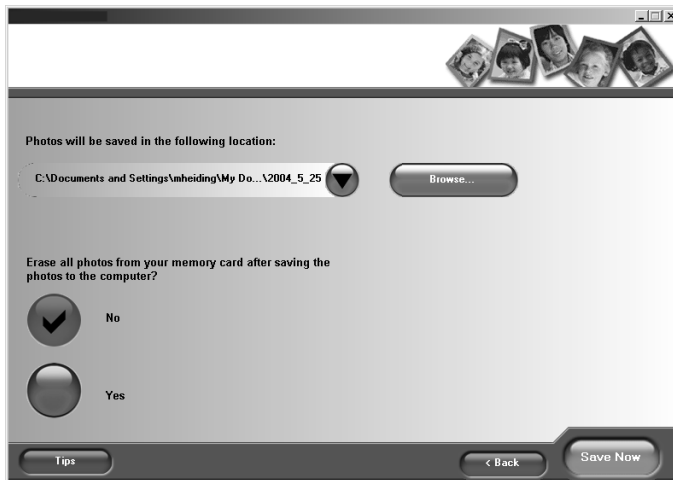 Photos will be saved in the following location:
C:\Documents and Settings\mheiding\My Do...\2004_5_25
Browse...
Erase all photos from your memory card after saving the
photos to the computer?
No
Yes
Tips
< Back
Save Now